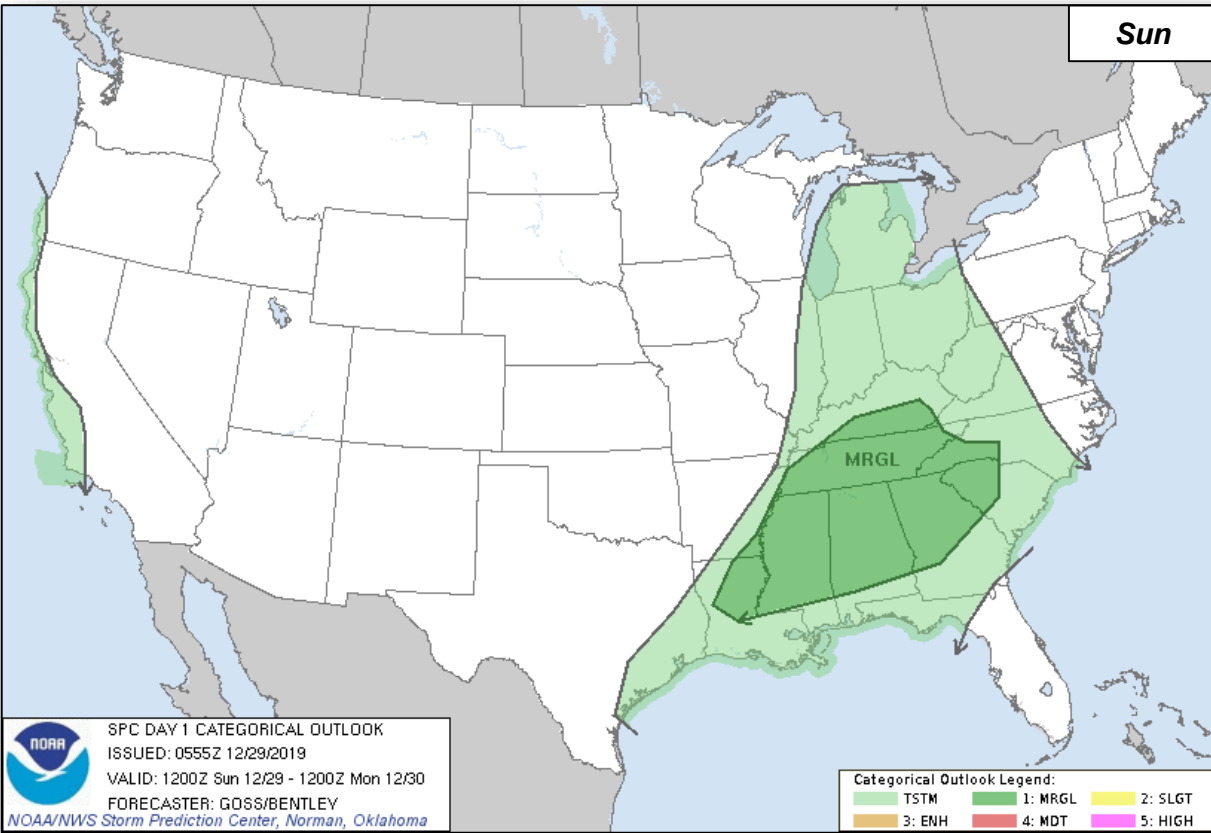 Sun
MRGL
NOAA
SPC DAY 1 CATEGORICAL OUTLOOK
ISSUED: 0555Z 12/29/2019
VALID: 1200Z Sun 12/29 - 1200Z Mon 12/30
FORECASTER: GOSS/BENTLEY
NOAA/NWS Storm Prediction Center, Norman, Oklahoma
Categorical Outlook Legend:
TSTM 1: MRGL 2: SLGT
3: ENH 4: MDT 5: HIGH